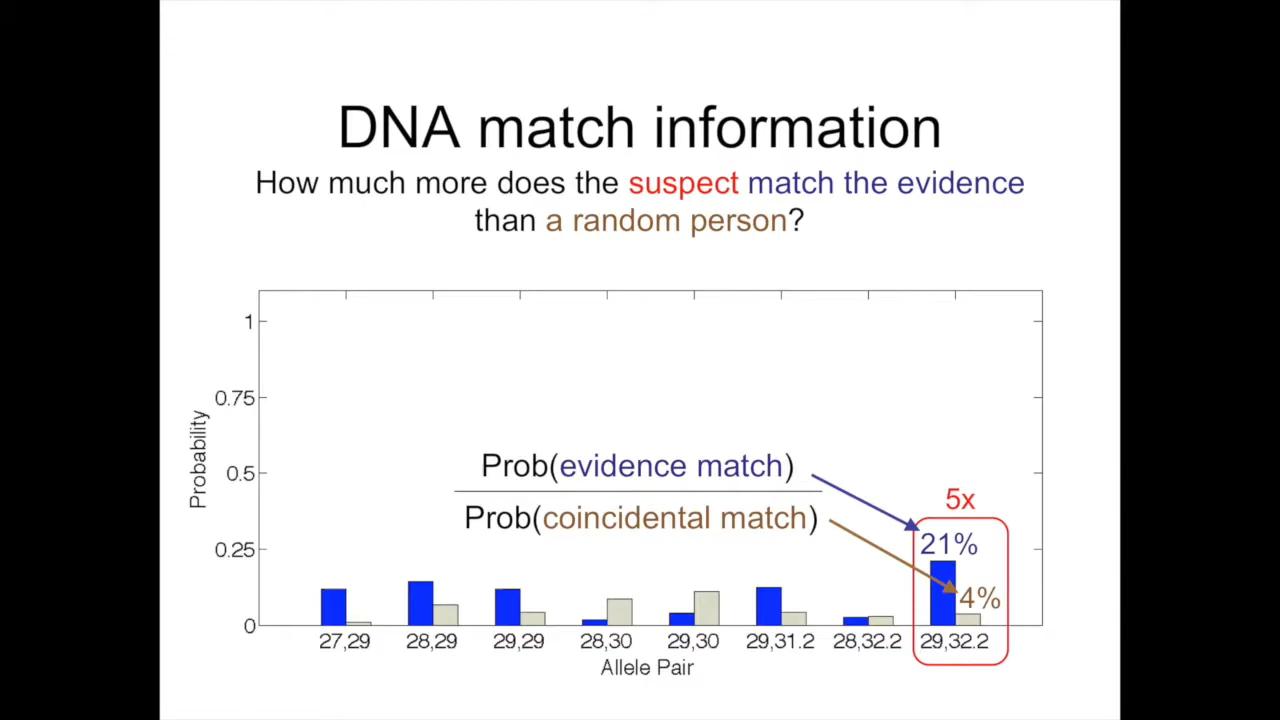 DNA match information
How much more does the suspect match the evidence
than a random person?
1
0.75
0.5
0.25
0
Probability
Prob(evidence match)
Prob(coincidental match)
5x
21%
4%
27,29 28,29 29,29 28,30 29,30 29,31.2 28,32.2 29,32.2
Allele Pair